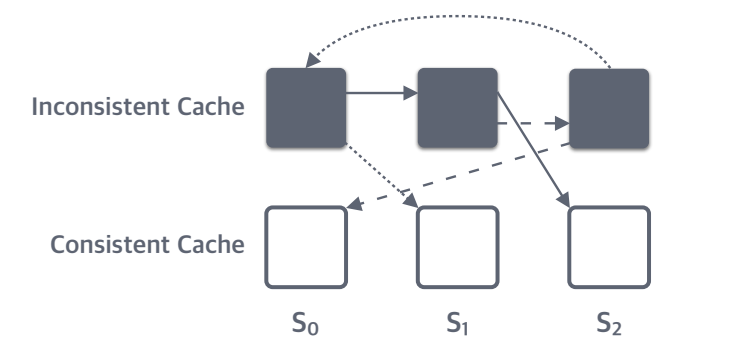 Inconsistent Cache
Consistent Cache
S₀ S₁ S₂